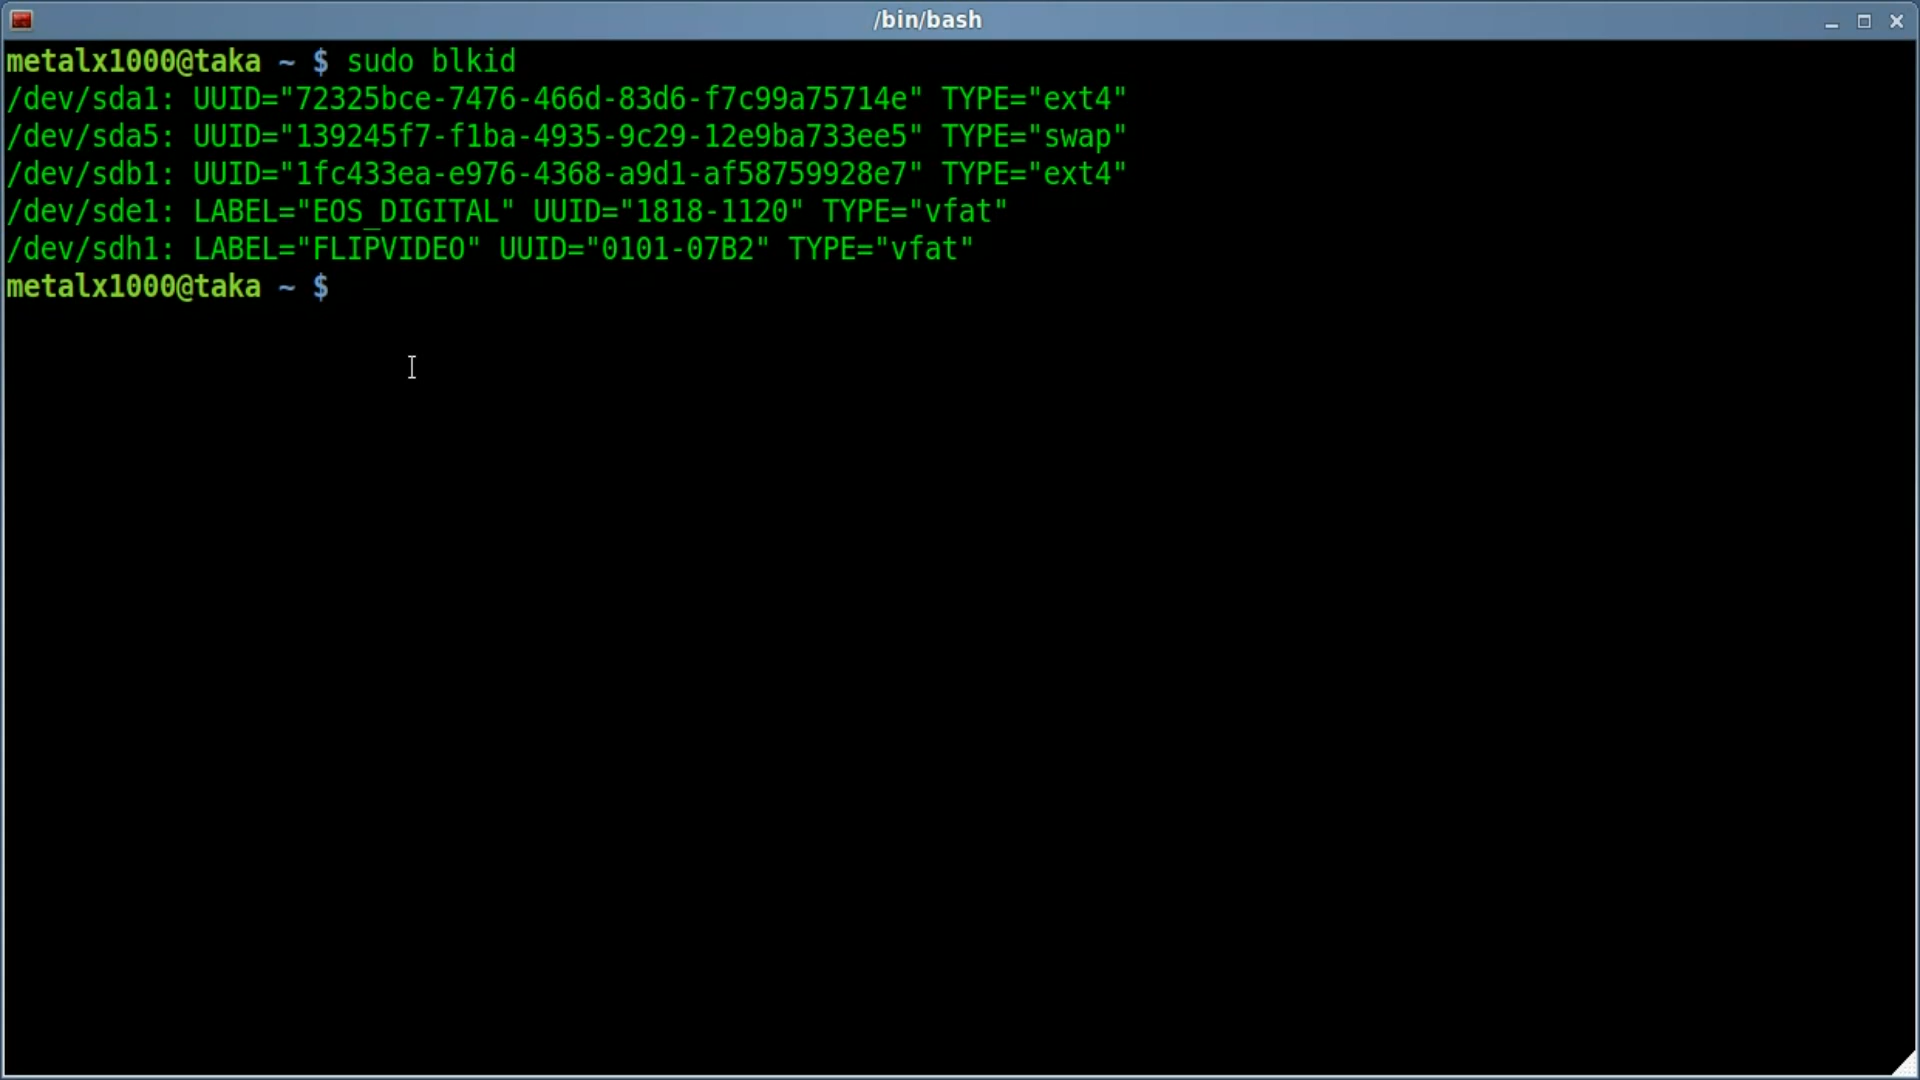 /bin/bash
metalx1000@taka ~ $ sudo blkid
/dev/sda1: UUID="72325bce-7476-466d-83d6-f7c99a75714e" TYPE="ext4"
/dev/sda5: UUID="139245f7-f1ba-4935-9c29-12e9ba733ee5" TYPE="swap"
/dev/sdb1: UUID="1fc433ea-e976-4368-a9d1-af58759928e7" TYPE="ext4"
/dev/sde1: LABEL="EOS_DIGITAL" UUID="1818-1120" TYPE="vfat"
/dev/sdh1: LABEL="FLIPVIDEO" UUID="0101-07B2" TYPE="vfat"
metalx1000@taka ~ $